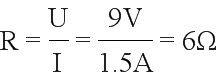 R = U/I = 9V/1.5A = 6Ω